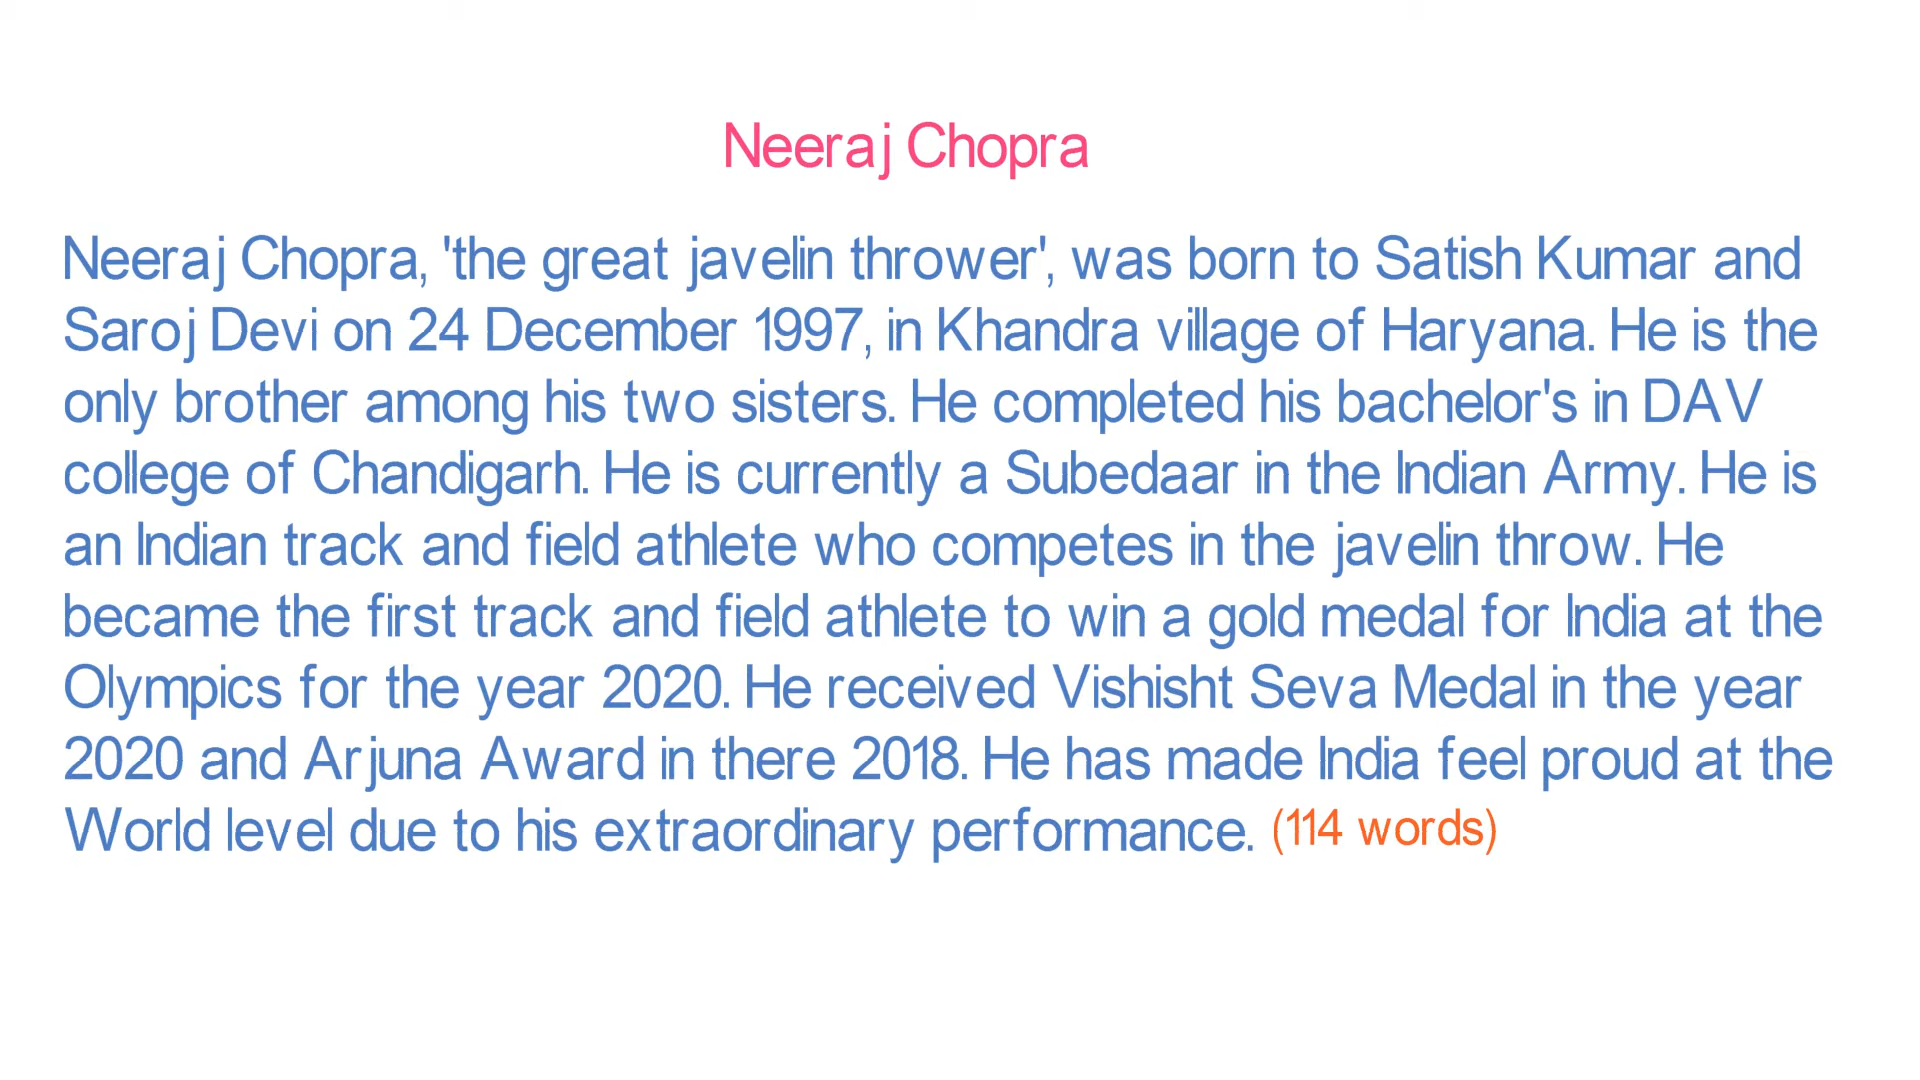 Neeraj Chopra
Neeraj Chopra, 'the great javelin thrower', was born to Satish Kumar and
Saroj Devi on 24 December 1997, in Khandra village of Haryana. He is the
only brother among his two sisters. He completed his bachelor's in DAV
college of Chandigarh. He is currently a Subedaar in the Indian Army. He is
an Indian track and field athlete who competes in the javelin throw. He
became the first track and field athlete to win a gold medal for India at the
Olympics for the year 2020. He received Vishisht Seva Medal in the year
2020 and Arjuna Award in there 2018. He has made India feel proud at the
World level due to his extraordinary performance. (114 words)